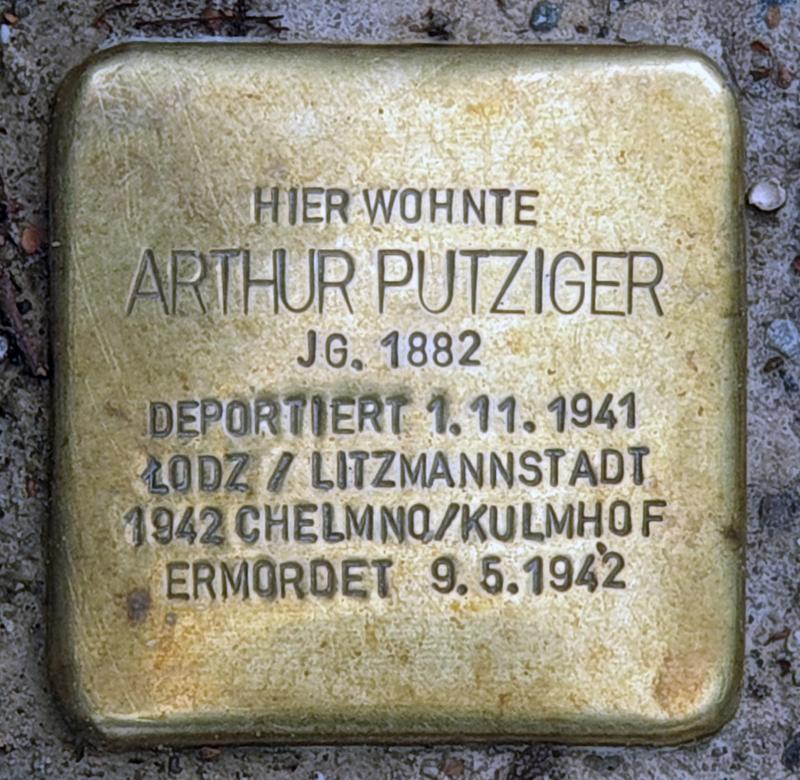 HIER WOHNTE
ARTHUR PUTZIGER
JG. 1882
DEPORTIERT 1.11.1941
ŁODZ / LITZMANNSTADT
1942 CHELMNO/KULMHOF
ERMORDET 9.5.1942